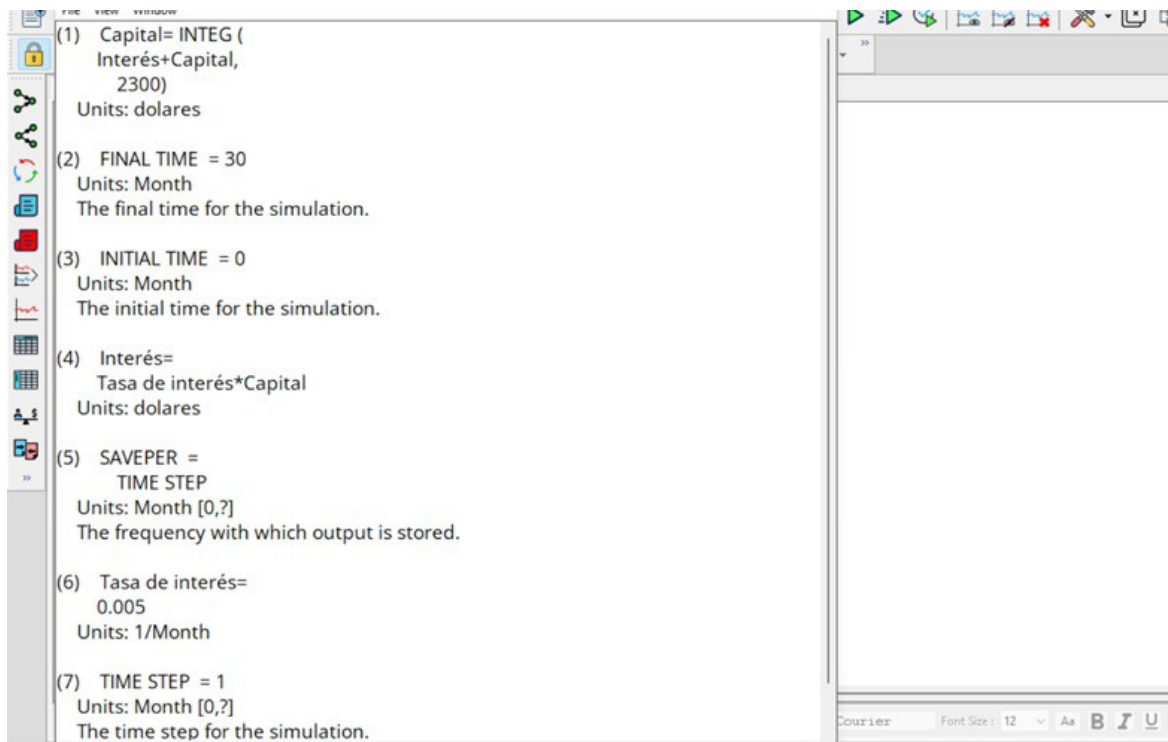 File View Window
(1) Capital= INTEG (
Interés+Capital,
2300)
Units: dolares
(2) FINAL TIME = 30
Units: Month
The final time for the simulation.
(3) INITIAL TIME = 0
Units: Month
The initial time for the simulation.
(4) Interés=
Tasa de interés*Capital
Units: dolares
(5) SAVEPER =
TIME STEP
Units: Month [0,?]
The frequency with which output is stored.
(6) Tasa de interés=
0.005
Units: 1/Month
(7) TIME STEP = 1
Units: Month [0,?]
The time step for the simulation.
Courier Font Size: 12 Aa B I U